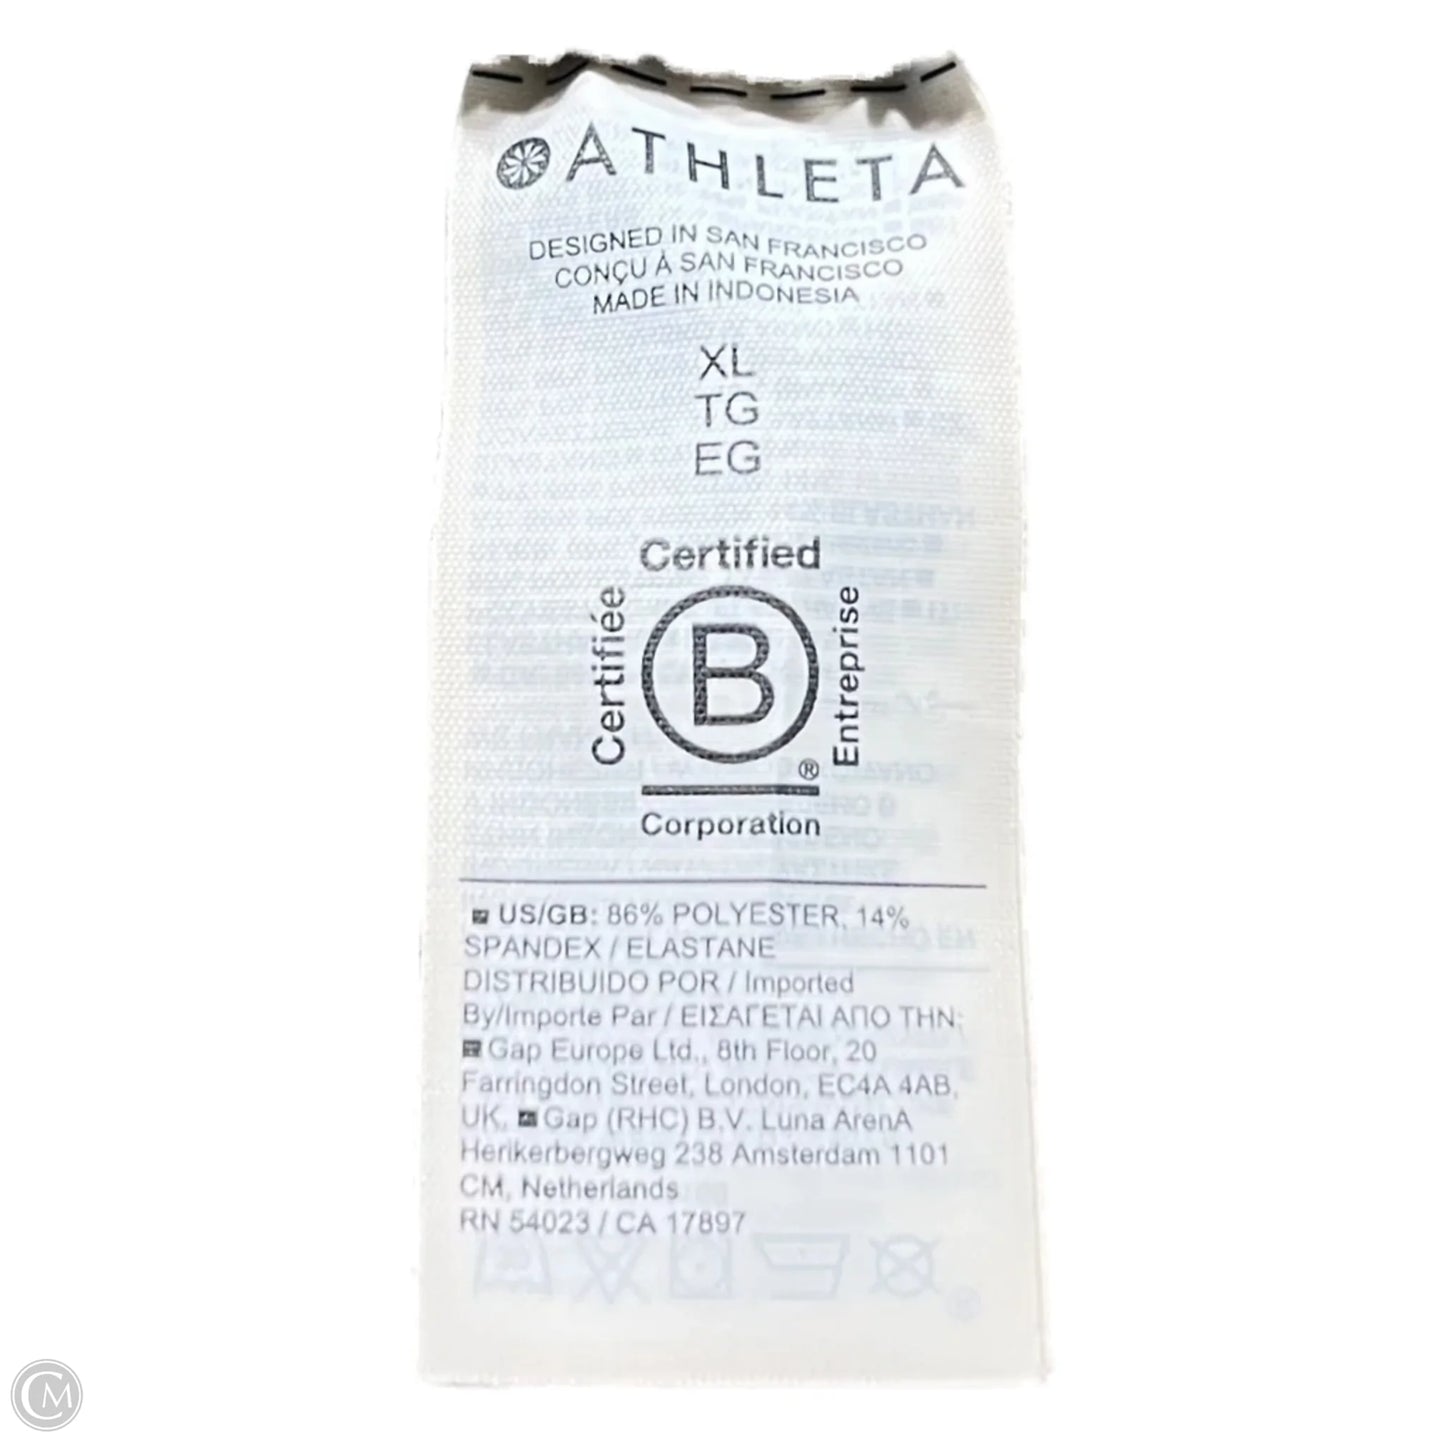 ATHLETA
DESIGNED IN SAN FRANCISCO
CONÇU À SAN FRANCISCO
MADE IN INDONESIA
XL
TG
EG
Certified
Certifiée
B
Entreprise
®
Corporation
US/GB: 86% POLYESTER, 14%
SPANDEX / ELASTANE
DISTRIBUIDO POR / Imported
By/Importe Par / ΕΙΣΑΓΕΤΑΙ ΑΠΟ ΤΗΝ:
Gap Europe Ltd., 8th Floor, 20
Farringdon Street, London, EC4A 4AB,
UK, Gap (RHC) B.V. Luna ArenA
Herikerbergweg 238 Amsterdam 1101
CM, Netherlands
RN 54023 / CA 17897
CM